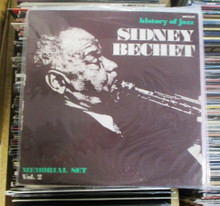 history of jazz
SIDNEY
BECHET
MEMORIAL SET
Vol. 2